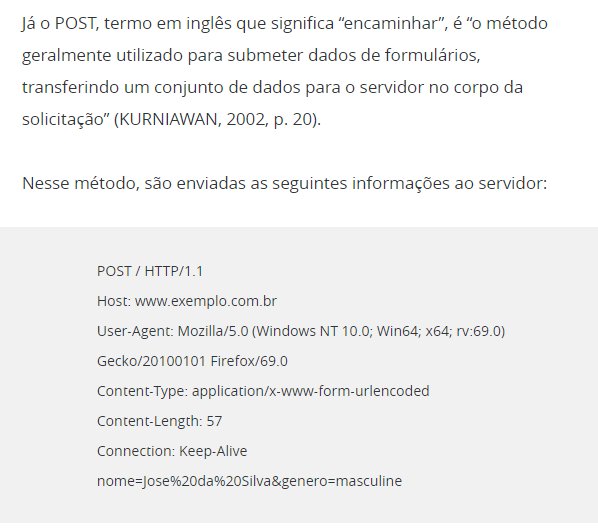 Já o POST, termo em inglês que significa “encaminhar”, é “o método
geralmente utilizado para submeter dados de formulários,
transferindo um conjunto de dados para o servidor no corpo da
solicitação” (KURNIAWAN, 2002, p. 20).
Nesse método, são enviadas as seguintes informações ao servidor:
POST / HTTP/1.1
Host: www.exemplo.com.br
User-Agent: Mozilla/5.0 (Windows NT 10.0; Win64; x64; rv:69.0)
Gecko/20100101 Firefox/69.0
Content-Type: application/x-www-form-urlencoded
Content-Length: 57
Connection: Keep-Alive
nome=Jose%20da%20Silva&genero=masculine